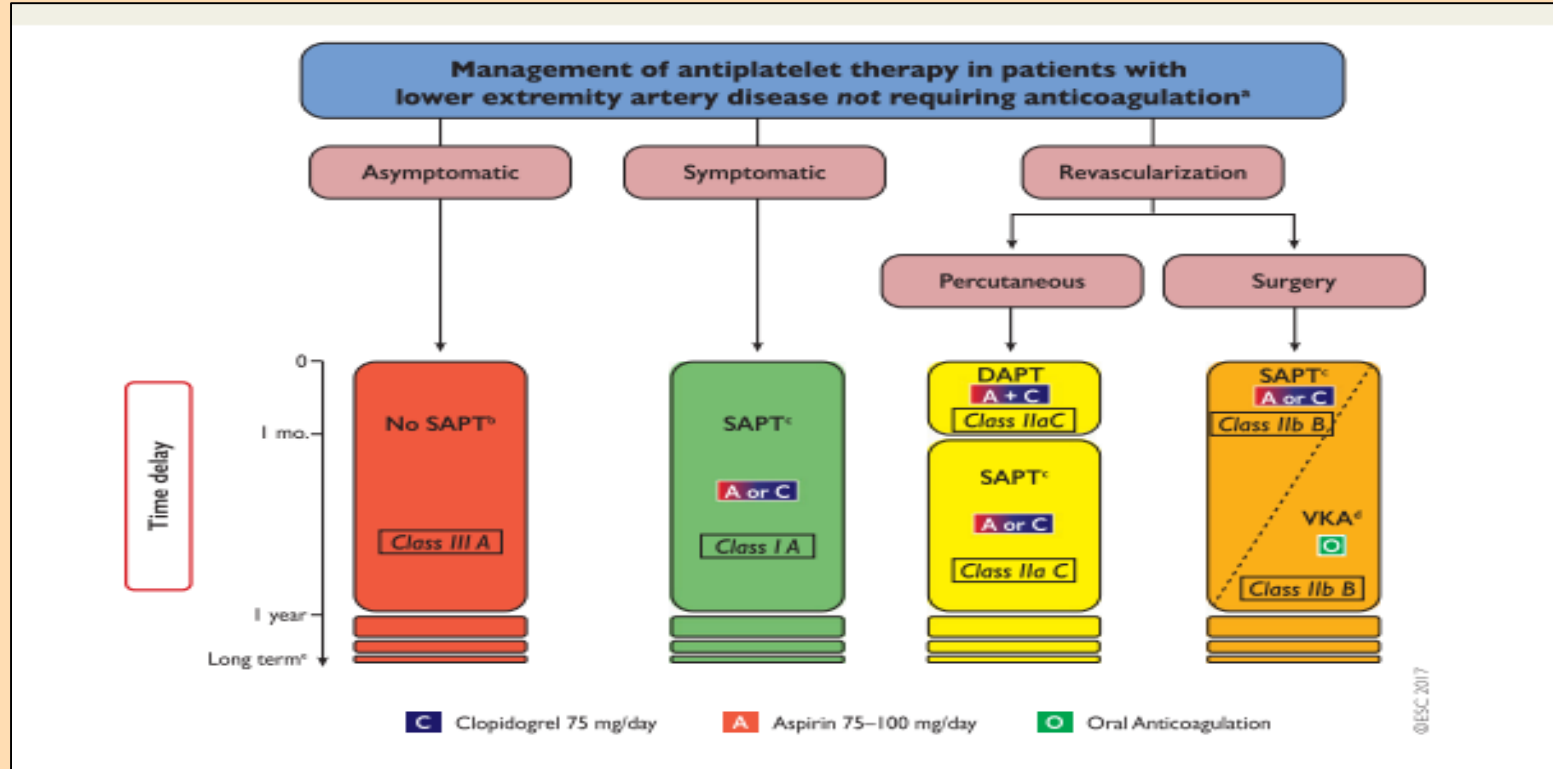 Management of antiplatelet therapy in patients with
lower extremity artery disease not requiring anticoagulationª
Asymptomatic
Symptomatic
Revascularization
Percutaneous
Surgery
Time delay
0
1 mo.
1 year
Long termᵉ
No SAPTᵇ
Class III A
SAPTᶜ
A or C
Class I A
DAPT
A + C
Class IIaC
SAPTᶜ
A or C
Class IIa C
SAPTᶜ
A or C
Class IIb B
VKAᵈ
O
Class IIb B
C Clopidogrel 75 mg/day
A Aspirin 75–100 mg/day
O Oral Anticoagulation
©ESC 2017